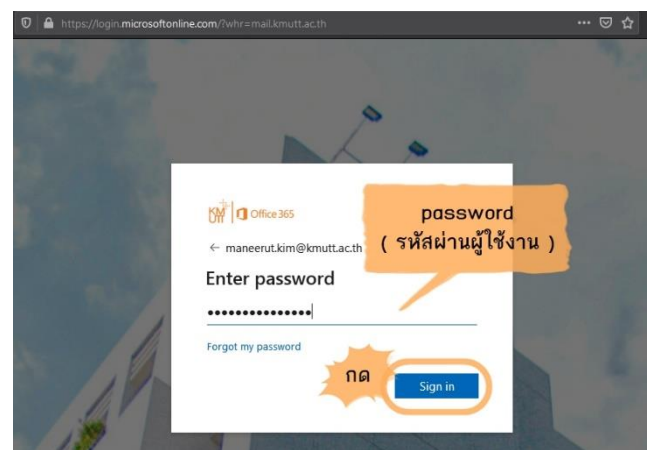 https://login.microsoftonline.com/?whr=mail.kmutt.ac.th
KMUTT Office 365
password
( รหัสผ่านผู้ใช้งาน )
← maneerut.kim@kmutt.ac.th
Enter password
•••••••••••••••
Forgot my password
กด
Sign in